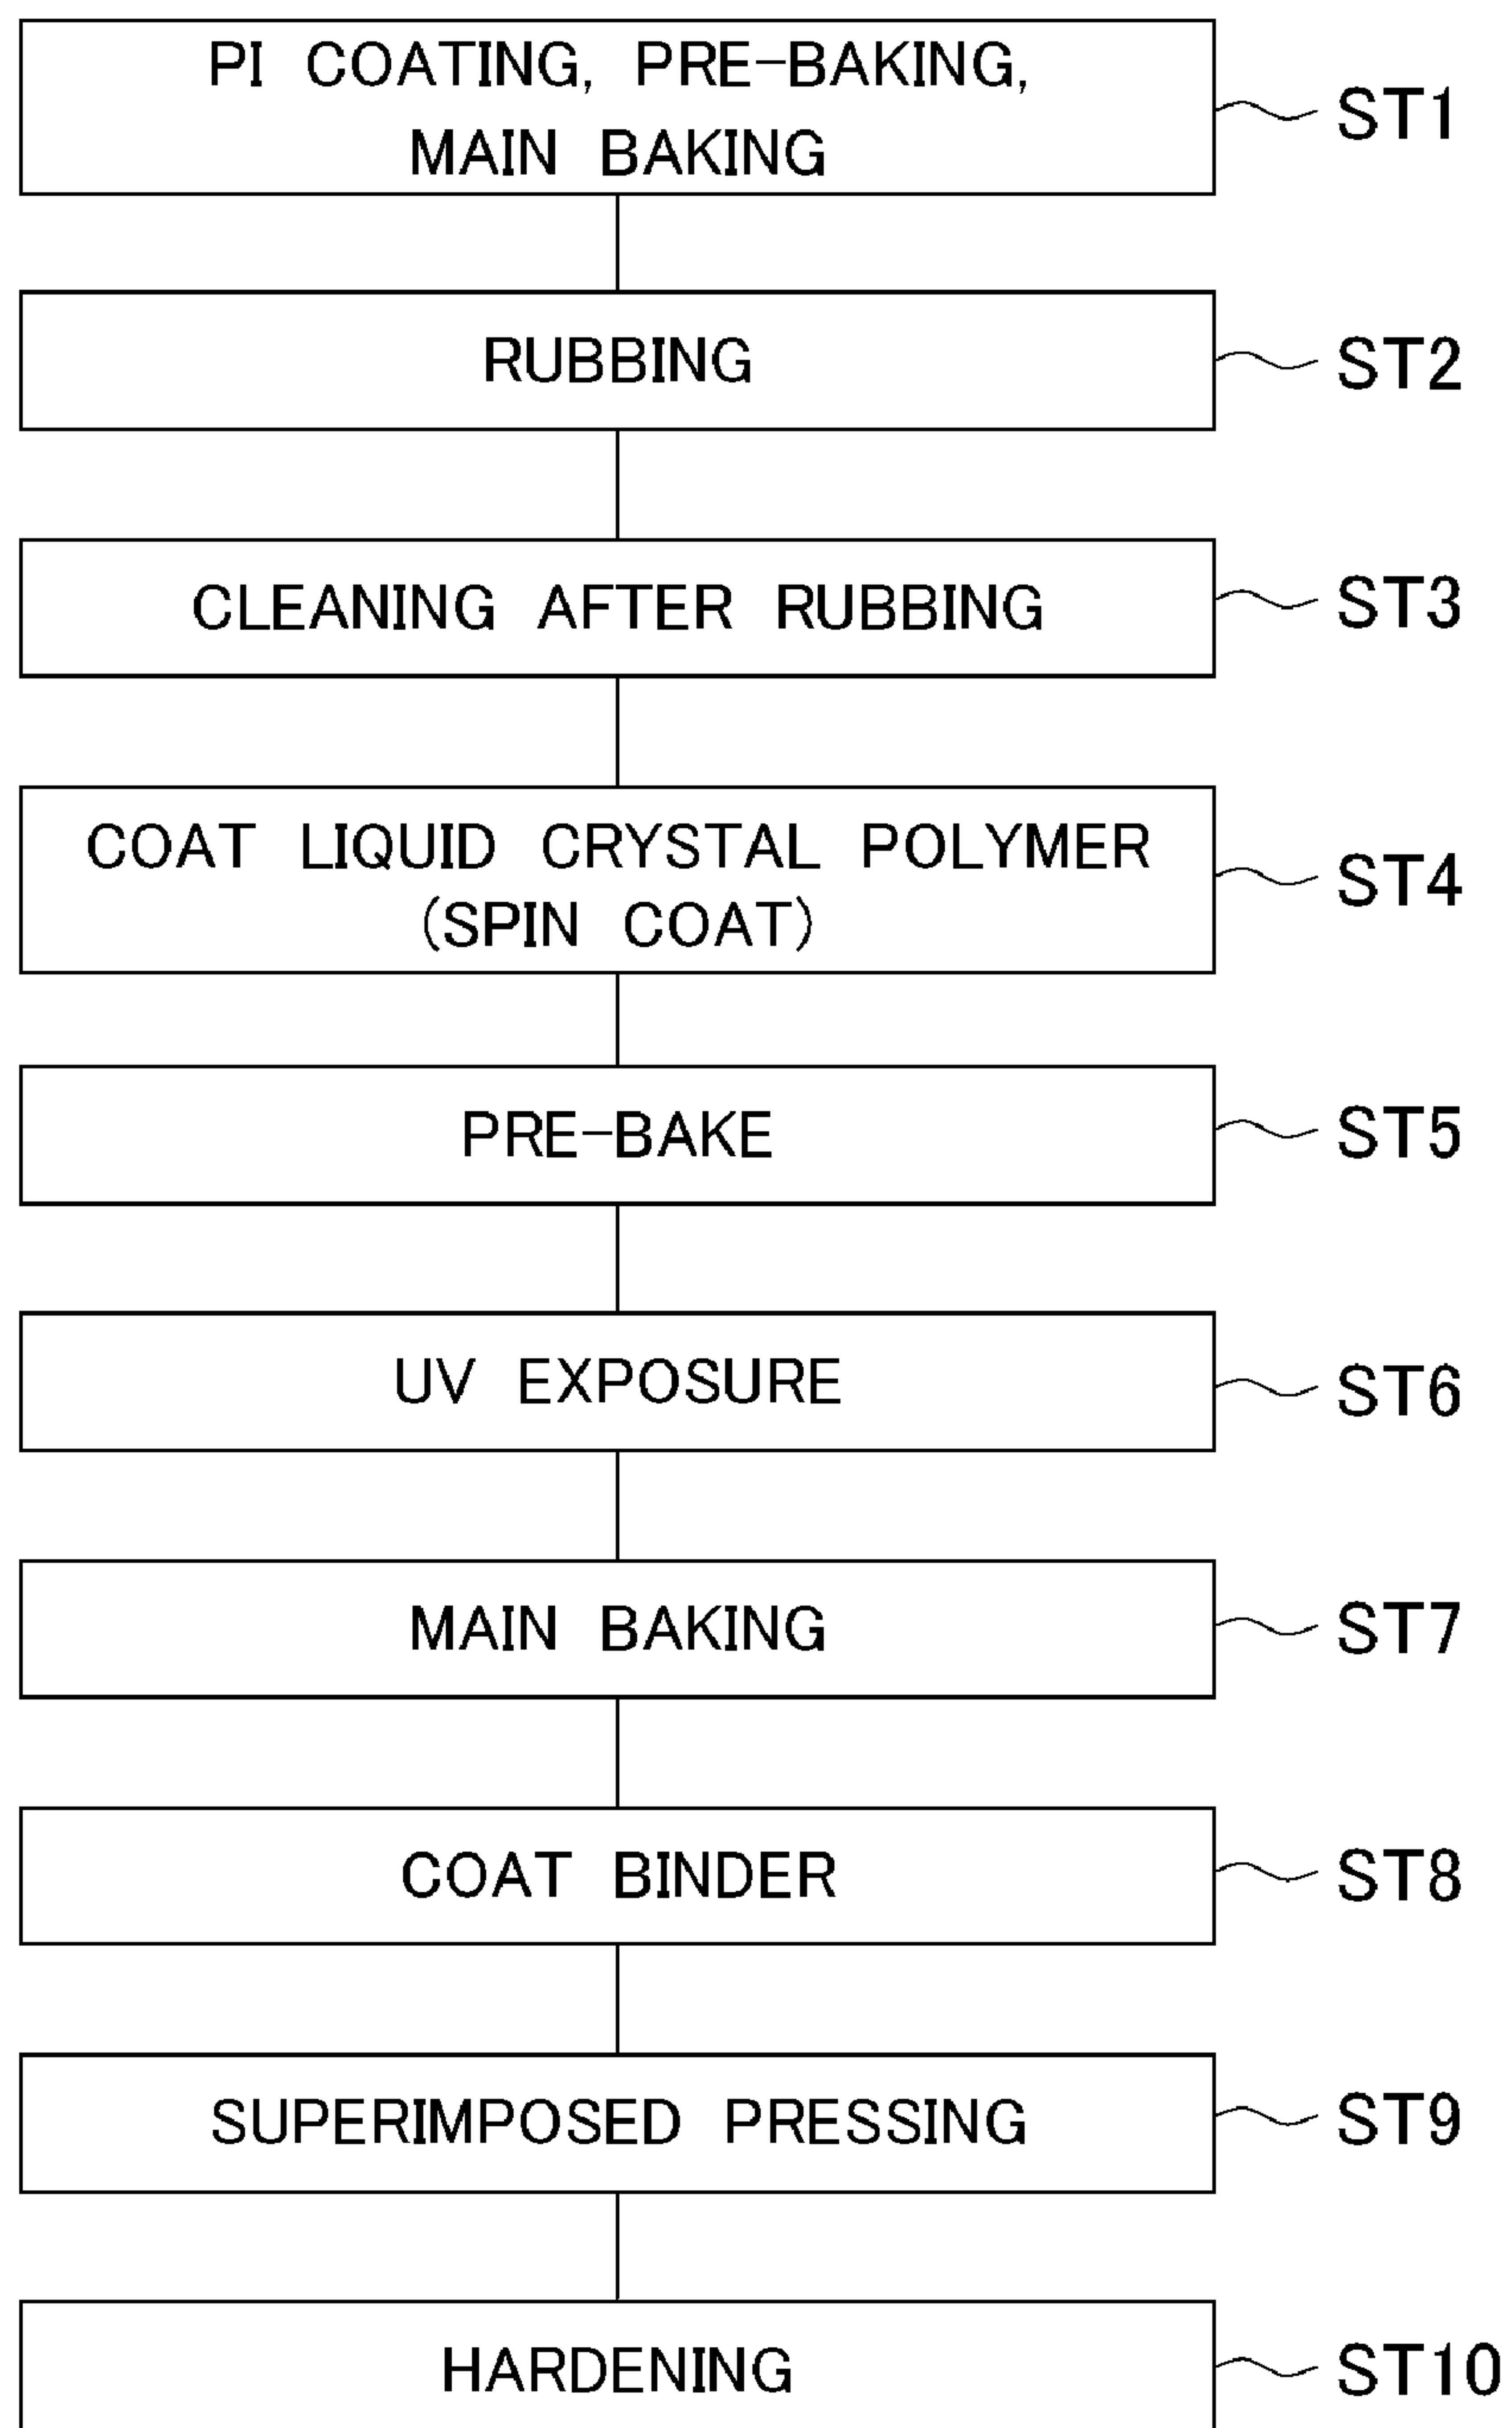 PI COATING, PRE-BAKING,
MAIN BAKING
ST1
RUBBING
ST2
CLEANING AFTER RUBBING
ST3
COAT LIQUID CRYSTAL POLYMER
(SPIN COAT)
ST4
PRE-BAKE
ST5
UV EXPOSURE
ST6
MAIN BAKING
ST7
COAT BINDER
ST8
SUPERIMPOSED PRESSING
ST9
HARDENING
ST10